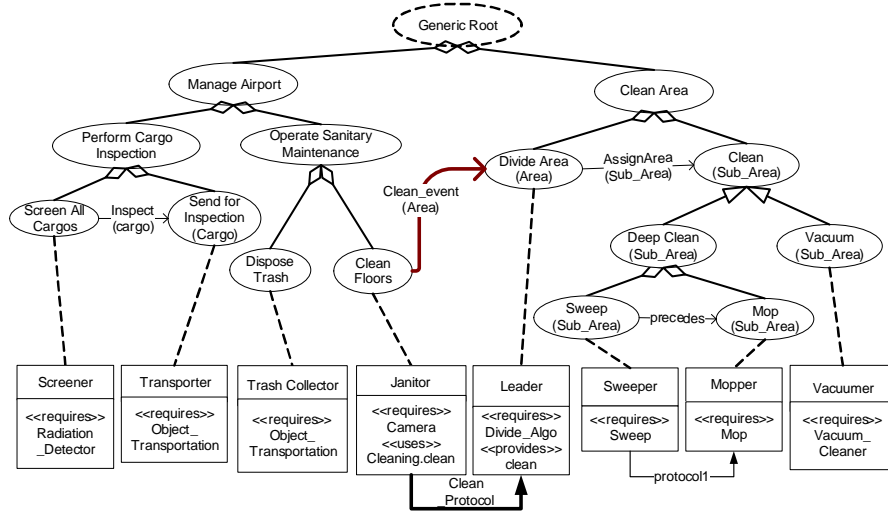 Generic Root
Manage Airport
Clean Area
Perform Cargo
Inspection
Operate Sanitary
Maintenance
Divide Area
(Area)
AssignArea
(Sub_Area)
Clean
(Sub_Area)
Clean_event
(Area)
Screen All
Cargos
Inspect
(cargo)
Send for
Inspection
(Cargo)
Dispose
Trash
Clean
Floors
Deep Clean
(Sub_Area)
Vacuum
(Sub_Area)
Sweep
(Sub_Area)
precedes
Mop
(Sub_Area)
Screener
<<requires>>
Radiation
_Detector
Transporter
<<requires>>
Object_
Transportation
Trash Collector
<<requires>>
Object_
Transportation
Janitor
<<requires>>
Camera
<<uses>>
Cleaning.clean
Leader
<<requires>>
Divide_Algo
<<provides>>
clean
Sweeper
<<requires>>
Sweep
Mopper
<<requires>>
Mop
Vacuumer
<<requires>>
Vacuum_
Cleaner
Clean
_Protocol
protocol1